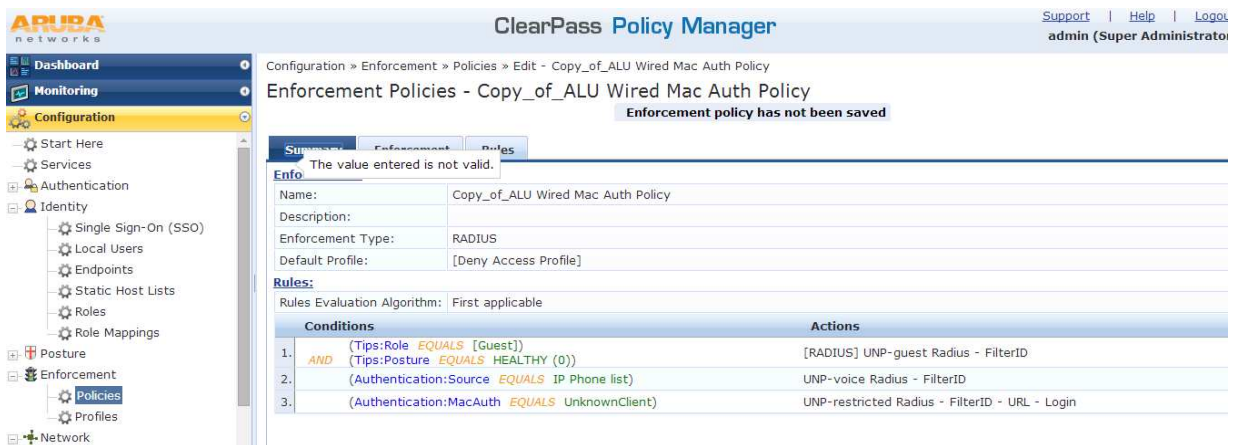 ARUBA
networks
ClearPass Policy Manager
Support | Help |
admin (Super Administrator
Dashboard
Monitoring
Configuration
Start Here
Services
Authentication
Identity
Single Sign-On (SSO)
Local Users
Endpoints
Static Host Lists
Roles
Role Mappings
Posture
Enforcement
Policies
Profiles
Network
Configuration » Enforcement » Policies » Edit - Copy_of_ALU Wired Mac Auth Policy
Enforcement Policies - Copy_of_ALU Wired Mac Auth Policy
Enforcement policy has not been saved
Summary Enforcement Rules
The value entered is not valid.
Name: Copy_of_ALU Wired Mac Auth Policy
Description:
Enforcement Type: RADIUS
Default Profile: [Deny Access Profile]
Rules:
Rules Evaluation Algorithm: First applicable
Conditions Actions
1. (Tips:Role EQUALS [Guest])
AND (Tips:Posture EQUALS HEALTHY (0)) [RADIUS] UNP-guest Radius - FilterID
2. (Authentication:Source EQUALS IP Phone list) UNP-voice Radius - FilterID
3. (Authentication:MacAuth EQUALS UnknownClient) UNP-restricted Radius - FilterID - URL - Login